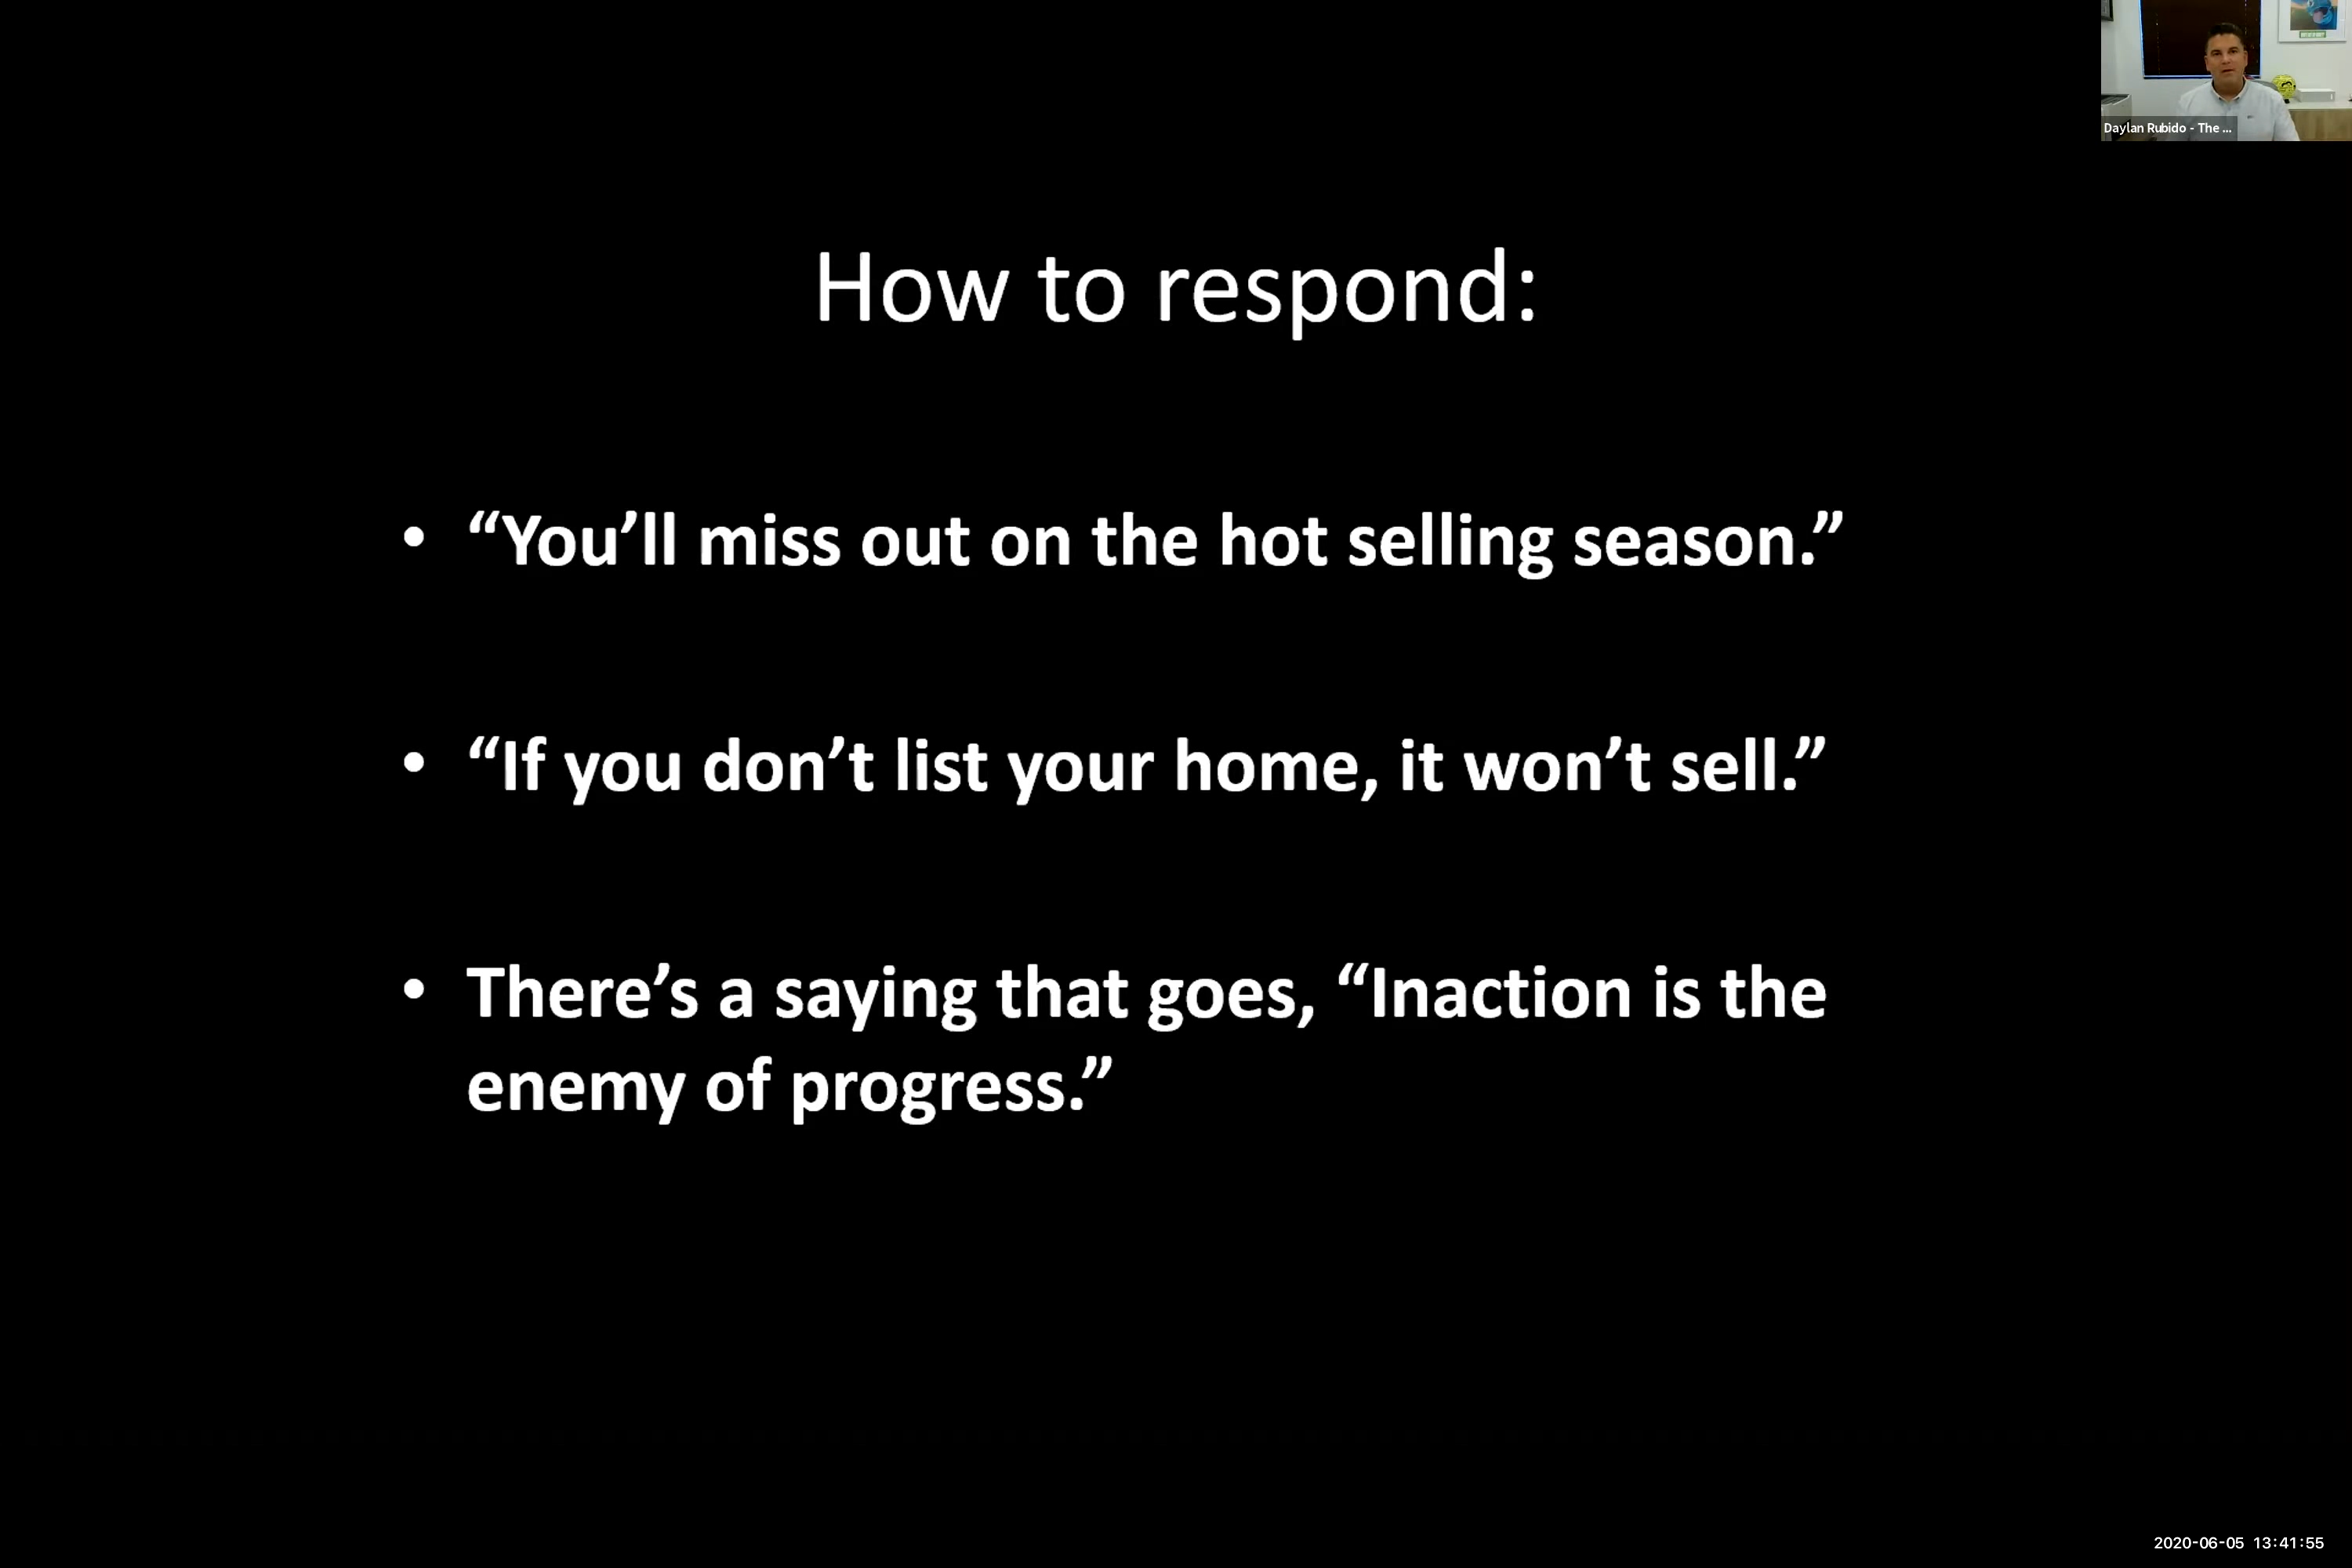 Daylan Rubido - The ...
How to respond:
• “You’ll miss out on the hot selling season.”
• “If you don’t list your home, it won’t sell.”
• There’s a saying that goes, “Inaction is the
enemy of progress.”
2020-06-05 13:41:55